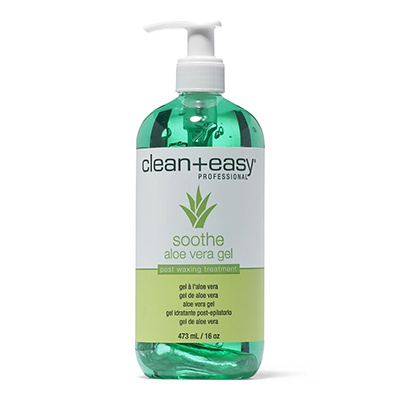 clean+easy®
PROFESSIONAL
soothe
aloe vera gel
post waxing treatment
gel à l'aloe vera
gel de aloe vera
aloe vera gel
gel idratante post-epilatorio
gel de aloe vera
473 mL / 16 oz